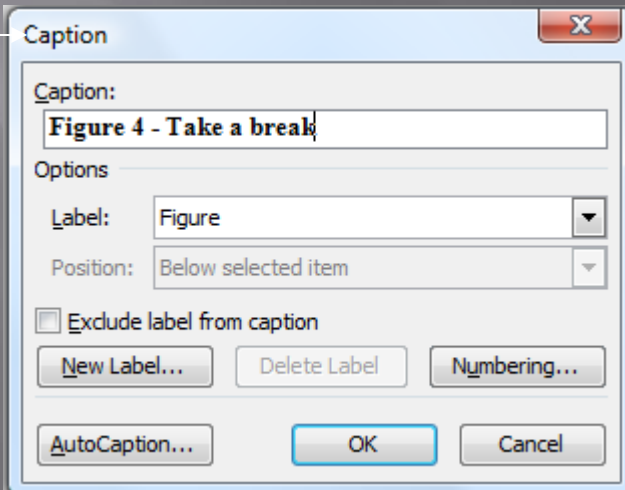 Caption
Caption:
Figure 4 - Take a break
Options
Label: Figure
Position: Below selected item
Exclude label from caption
New Label... Delete Label Numbering...
AutoCaption... OK Cancel